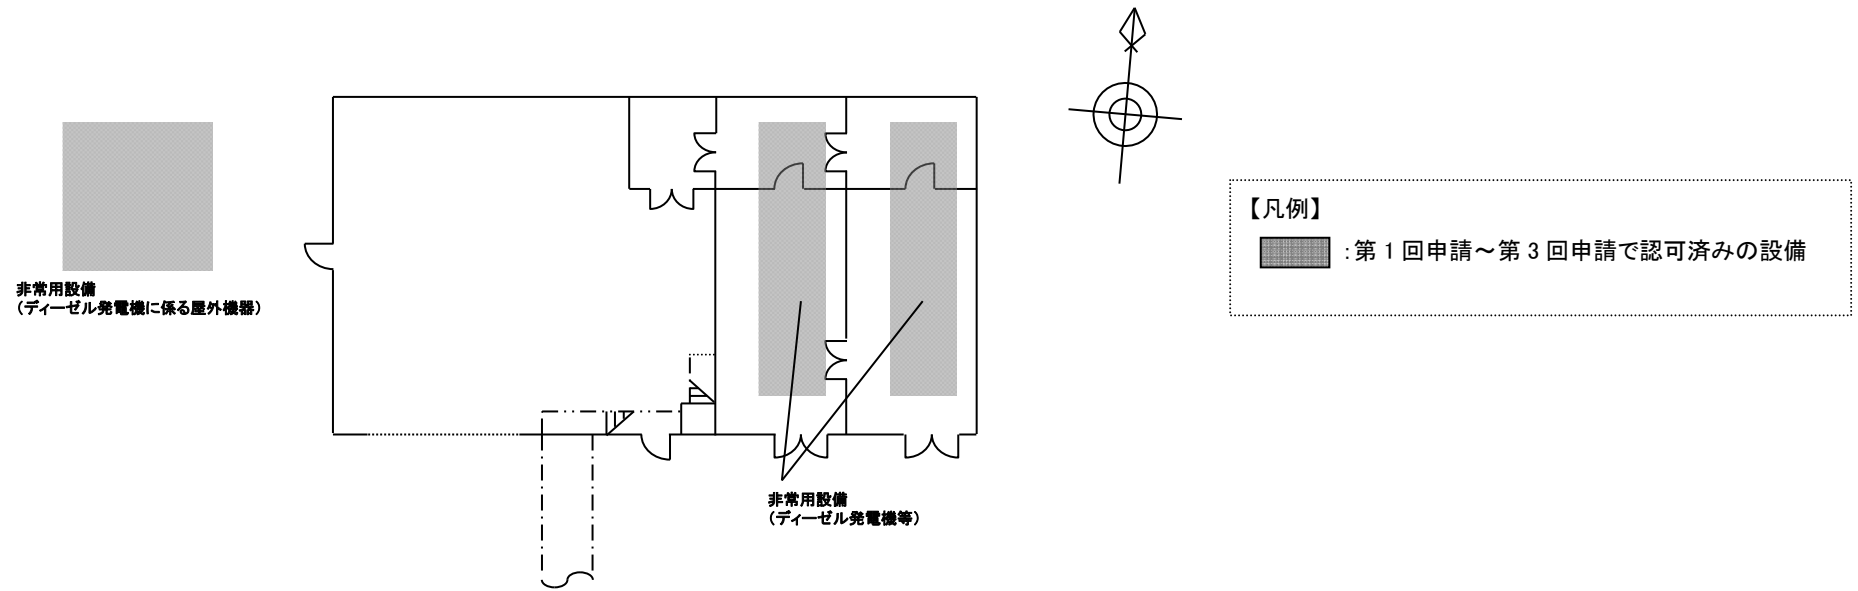 【凡例】
：第１回申請～第３回申請で認可済みの設備
非常用設備
（ディーゼル発電機に係る屋外機器）
非常用設備
（ディーゼル発電機等）